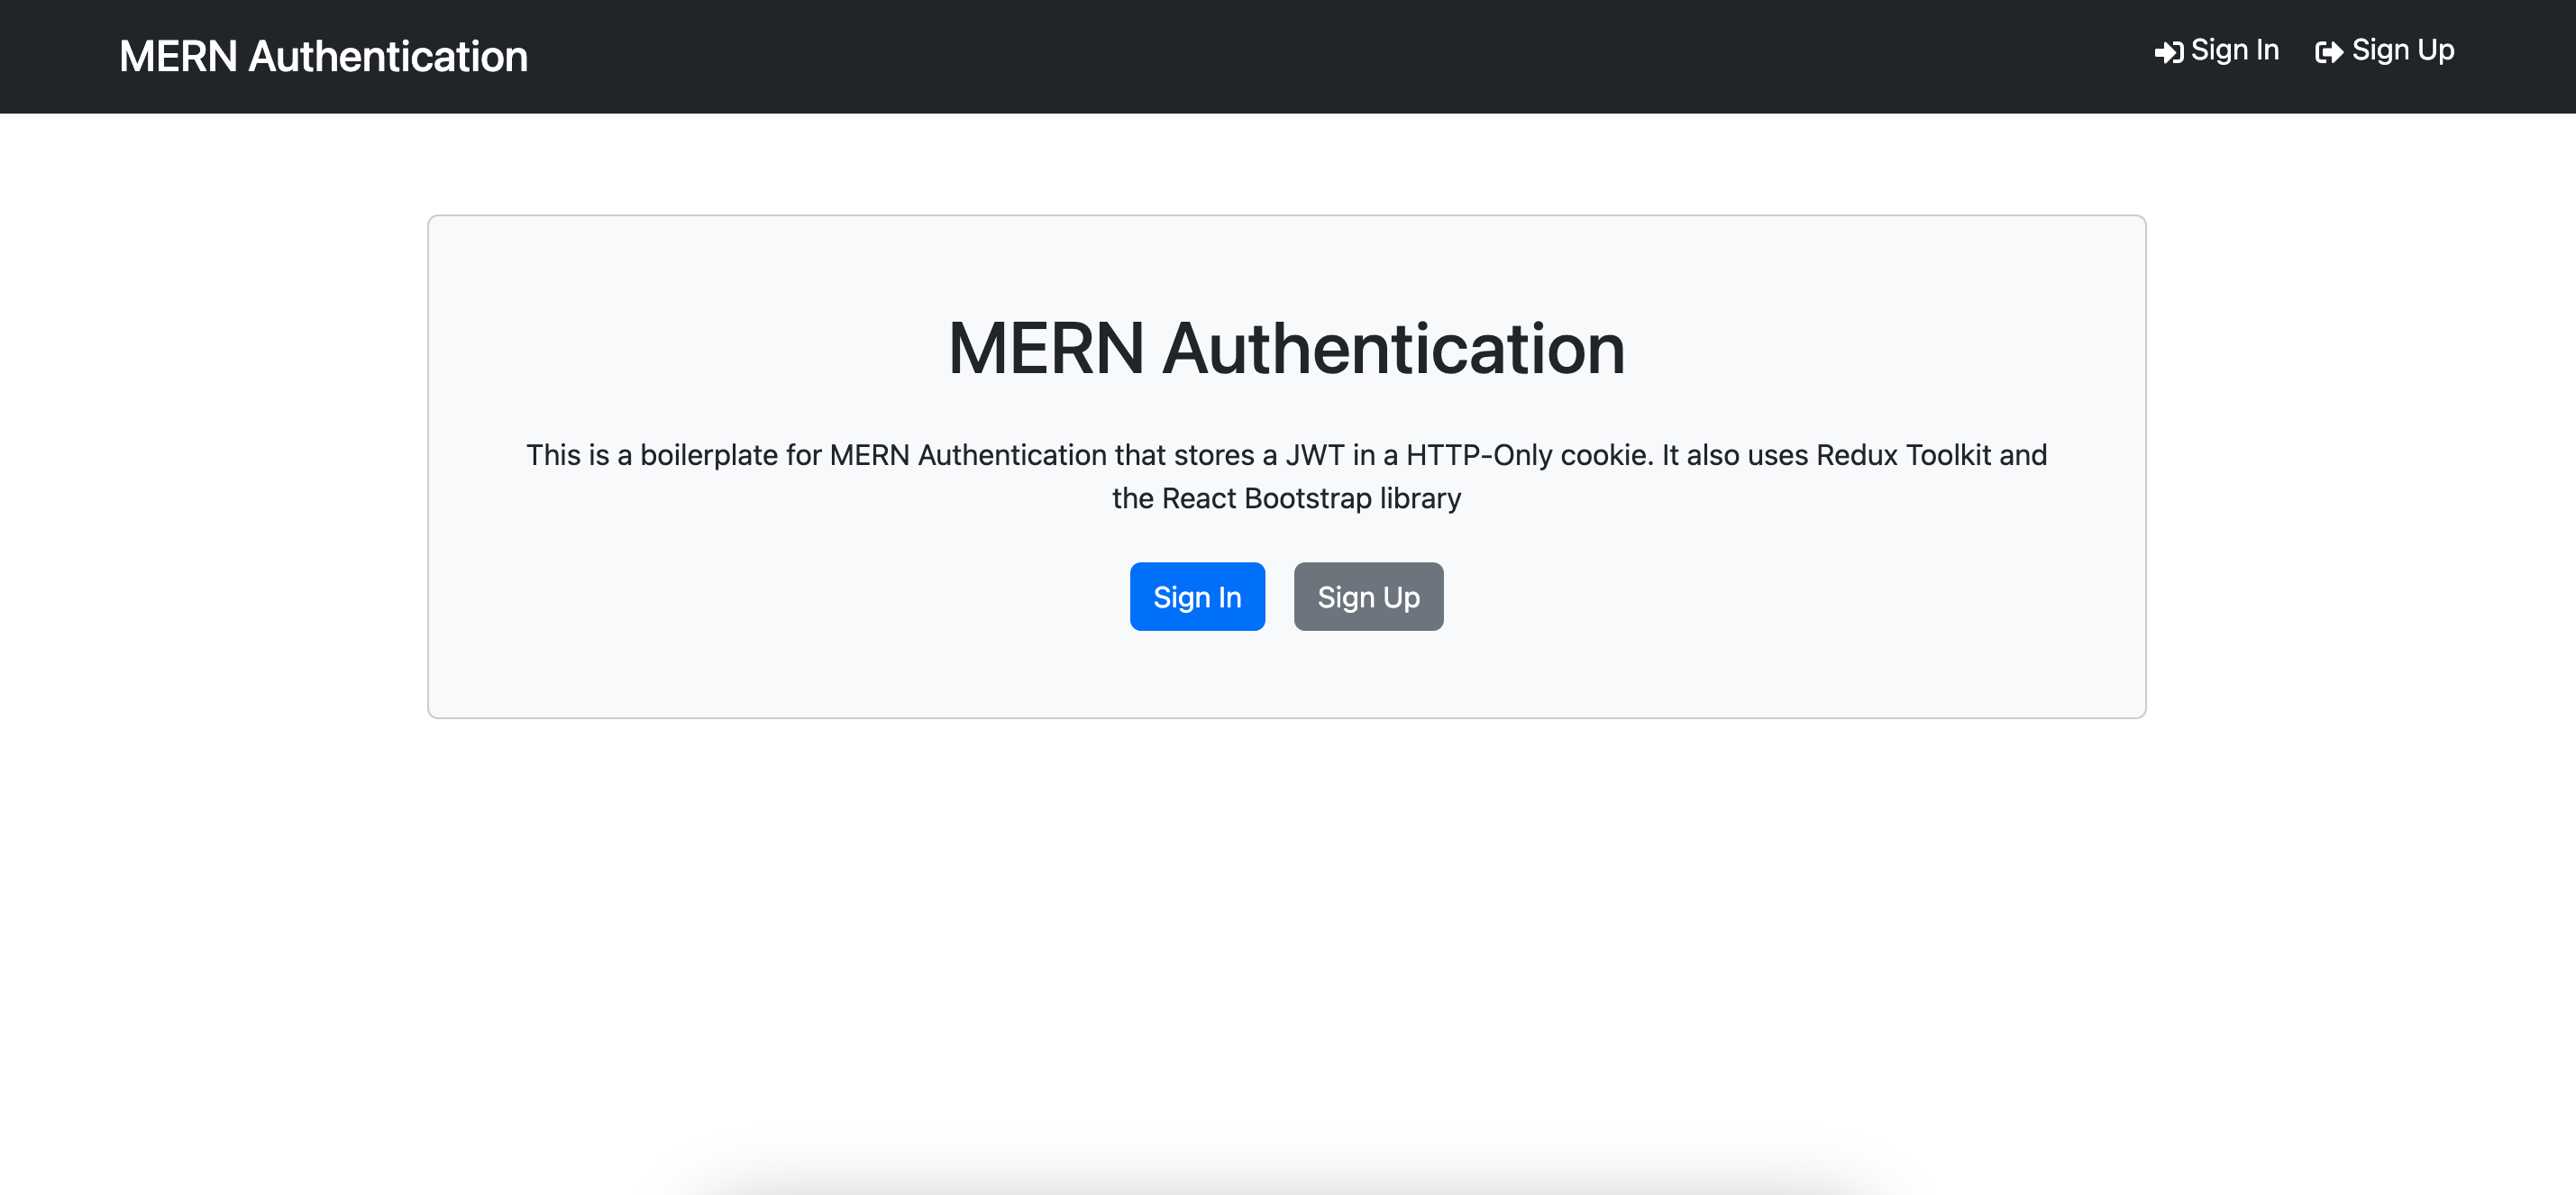 MERN Authentication
Sign In
Sign Up
MERN Authentication
This is a boilerplate for MERN Authentication that stores a JWT in a HTTP-Only cookie. It also uses Redux Toolkit and
the React Bootstrap library
Sign In
Sign Up